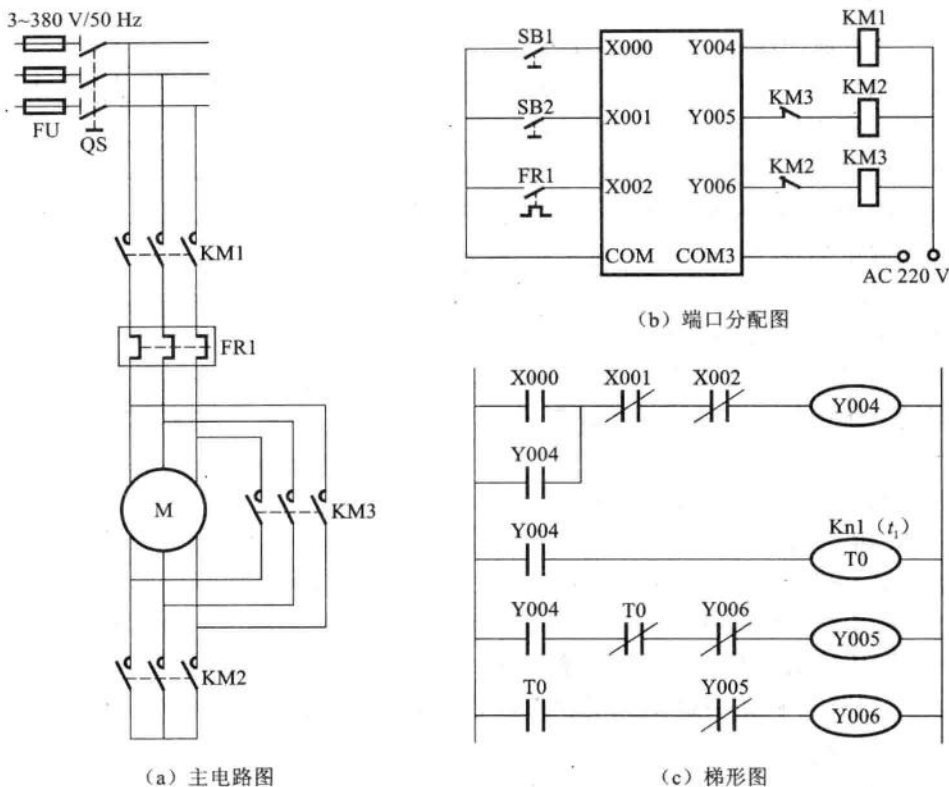 3~380 V/50 Hz
FU
QS
KM1
FR1
M
KM3
KM2
(a) 主电路图
SB1
X000
Y004
KM1
SB2
X001
Y005
KM3
KM2
FR1
X002
Y006
KM2
KM3
COM
COM3
AC 220 V
(b) 端口分配图
X000
X001
X002
Y004
Y004
Y004
Kn1 (t₁)
T0
Y004
T0
Y006
Y005
T0
Y005
Y006
(c) 梯形图